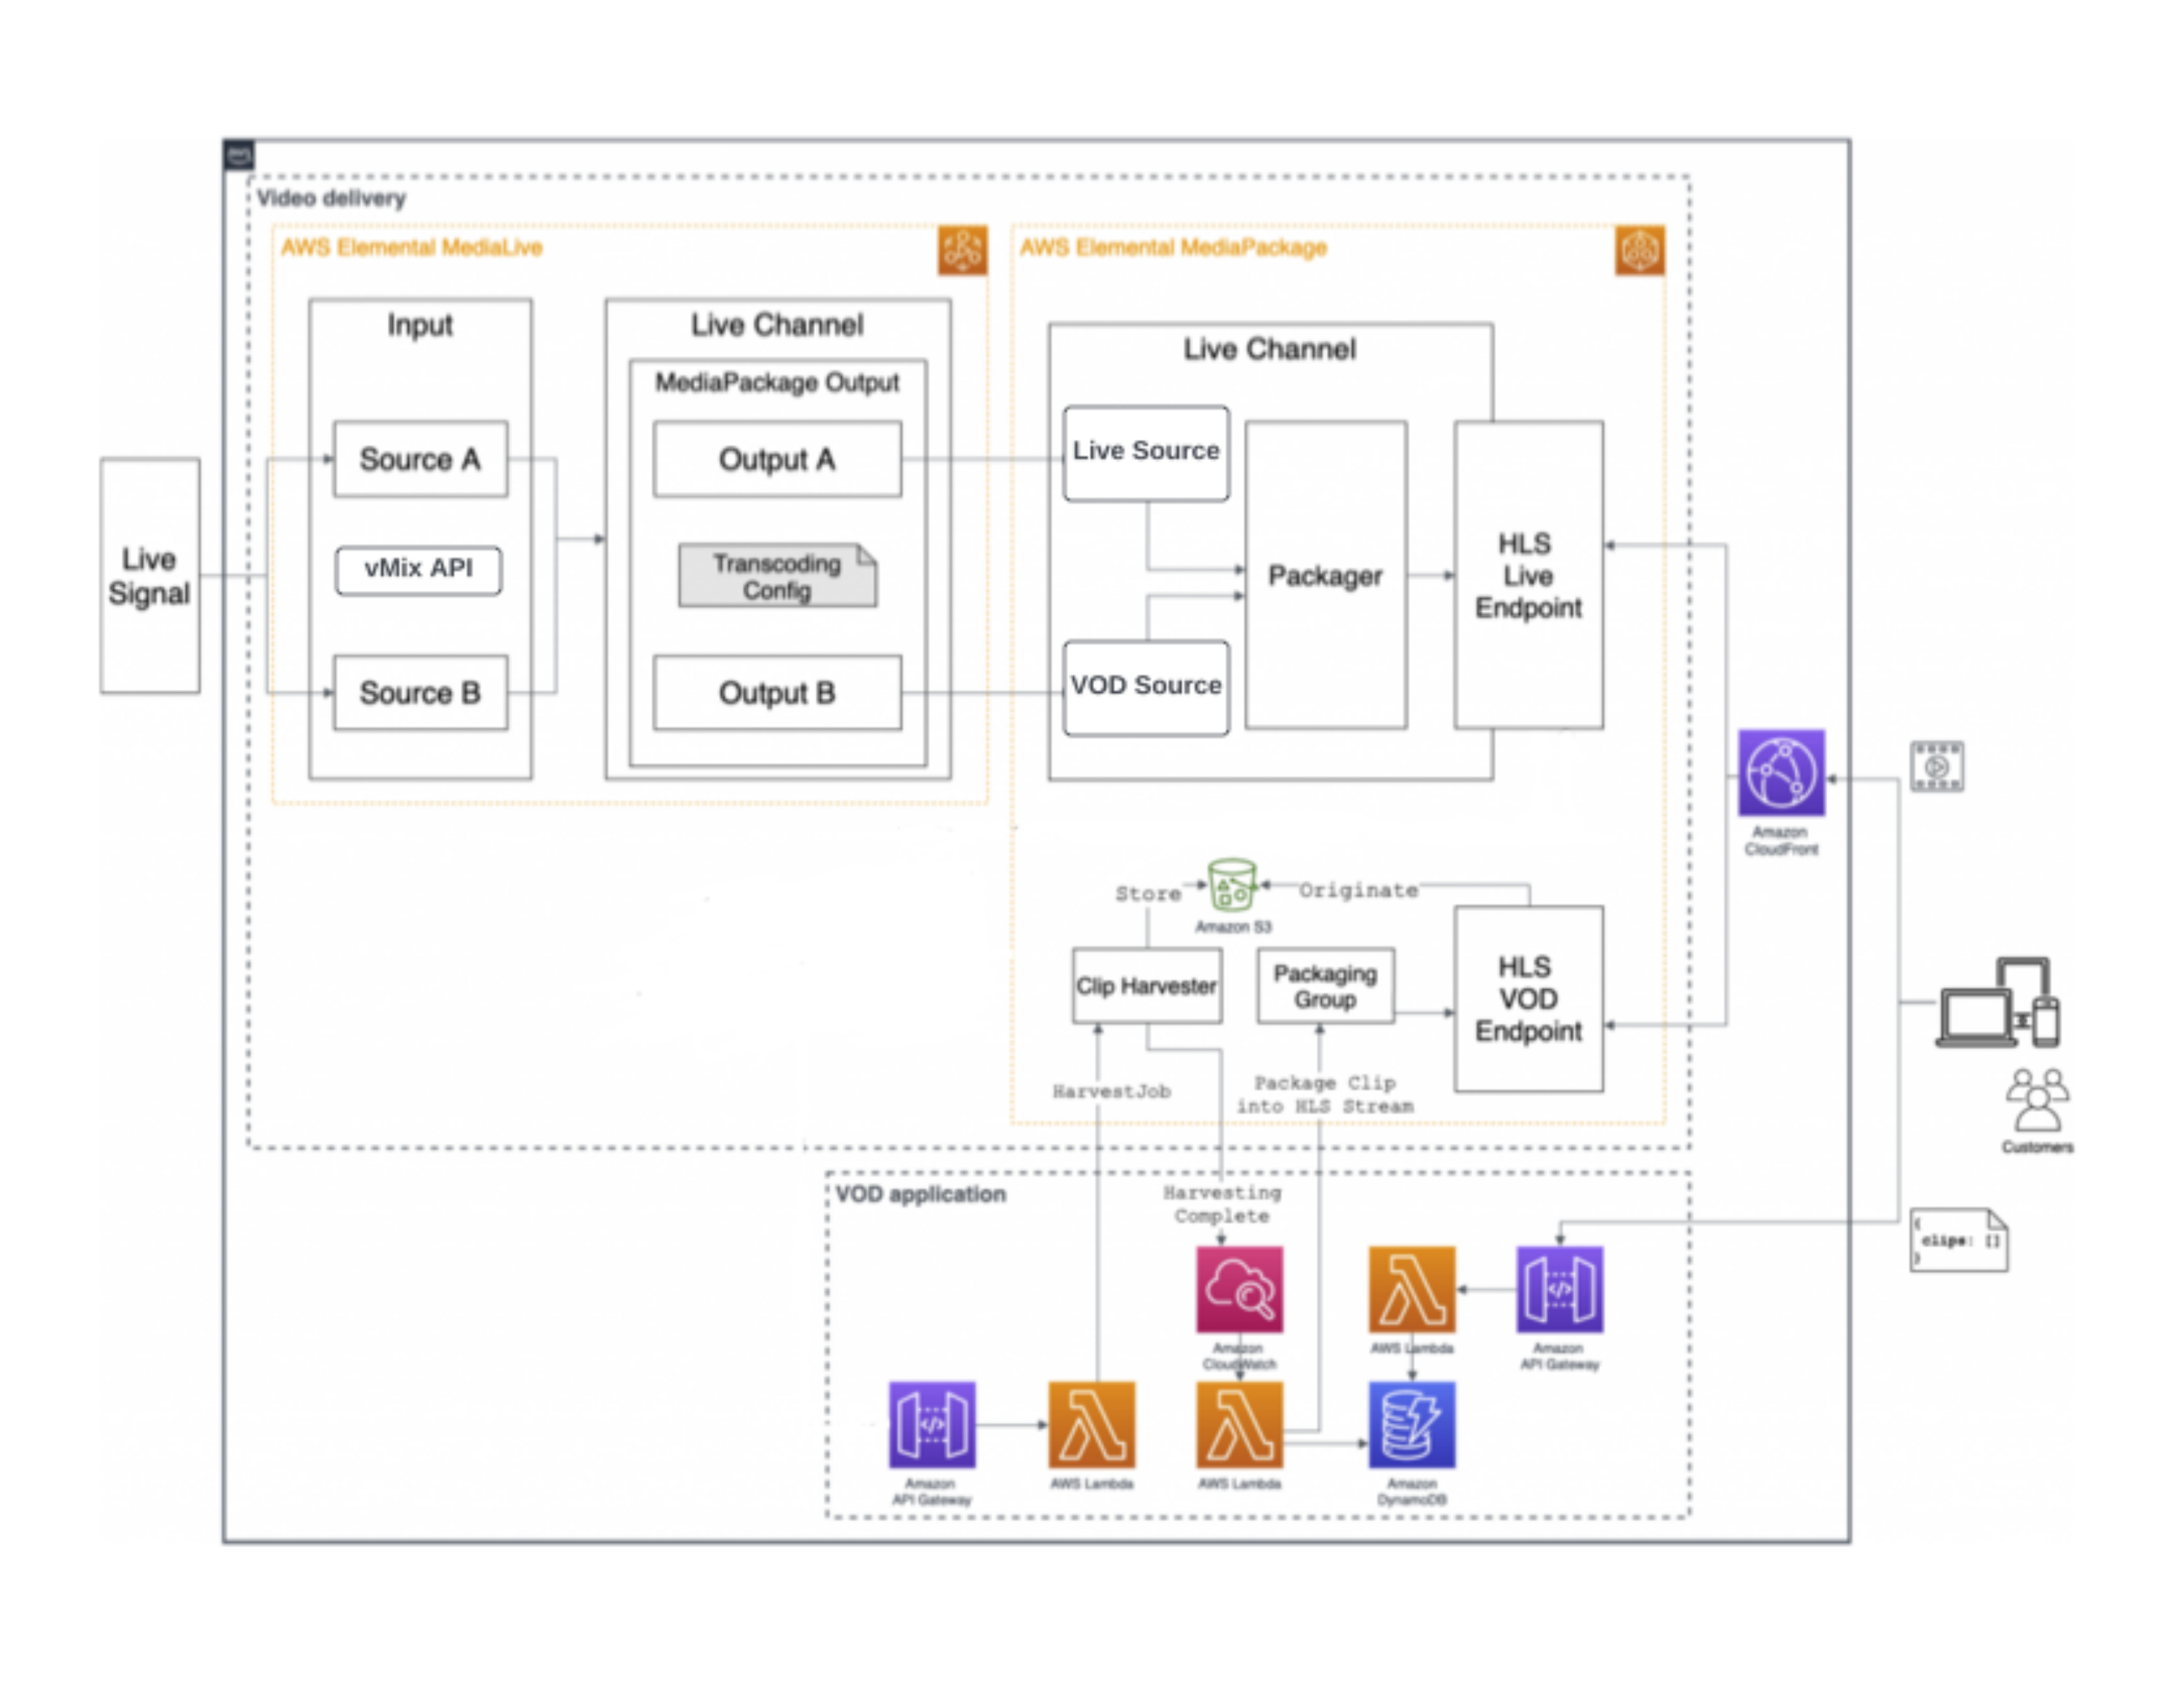 Video delivery
AWS Elemental MediaLive
AWS Elemental MediaPackage
Input
Live Channel
MediaPackage Output
Live Channel
Source A
Output A
Live Source
Live
Signal
vMix API
Transcoding
Config
Packager
HLS
Live
Endpoint
Source B
Output B
VOD Source
Amazon
CloudFront
Store
Originate
Amazon S3
Clip Harvester
Packaging
Group
HLS
VOD
Endpoint
HarvestJob
Package Clip
into HLS Stream
Customers
VOD application
Harvesting
Complete
{
clips: []
}
Amazon
CloudWatch
AWS Lambda
Amazon
API Gateway
Amazon
API Gateway
AWS Lambda
AWS Lambda
Amazon
DynamoDB
aws